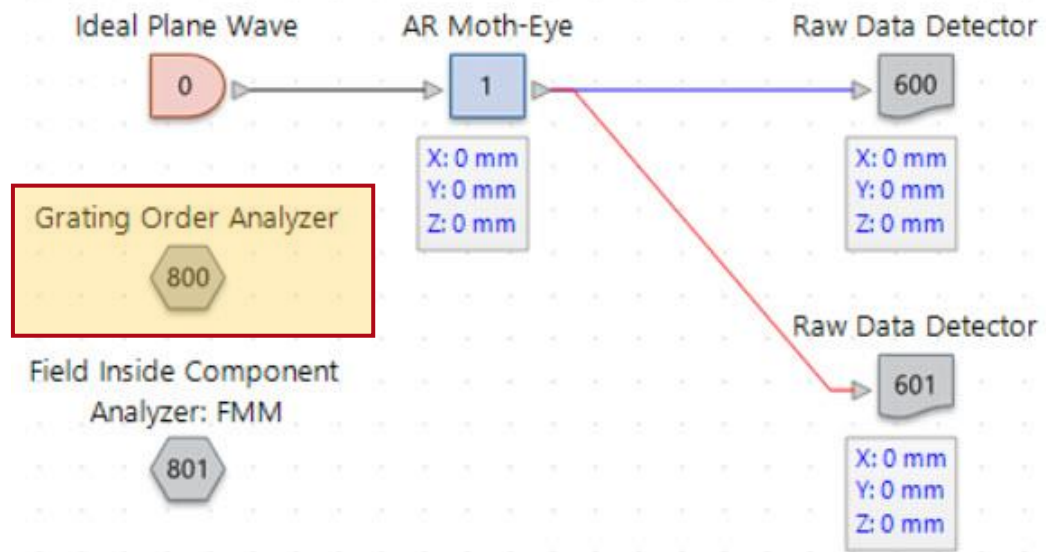 Ideal Plane Wave
0
AR Moth-Eye
1
X: 0 mm
Y: 0 mm
Z: 0 mm
Raw Data Detector
600
X: 0 mm
Y: 0 mm
Z: 0 mm
Grating Order Analyzer
800
Raw Data Detector
601
X: 0 mm
Y: 0 mm
Z: 0 mm
Field Inside Component
Analyzer: FMM
801